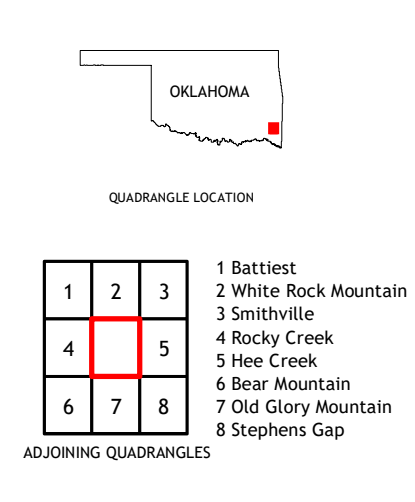 OKLAHOMA
QUADRANGLE LOCATION
1 2 3
4 5
6 7 8
1 Battiest
2 White Rock Mountain
3 Smithville
4 Rocky Creek
5 Hee Creek
6 Bear Mountain
7 Old Glory Mountain
8 Stephens Gap
ADJOINING QUADRANGLES